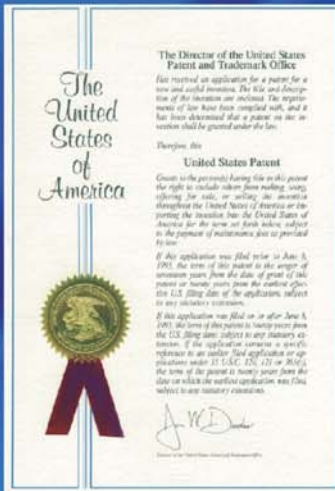 The
United
States
of
America
The Director of the United States
Patent and Trademark Office
Has received an application for a patent for a
new and useful invention. The title and descrip-
tion of the invention are enclosed. The require-
ments of law have been complied with, and it
has been determined that a patent on the in-
vention shall be granted under the law.
Therefore, this
United States Patent
Grants to the person(s) having title to this patent
the right to exclude others from making, using,
offering for sale, or selling the invention
throughout the United States of America or im-
porting the invention into the United States of
America for the term set forth below, subject
to the payment of maintenance fees as provided
by law.
If this application was filed prior to June 8,
1995, the term of this patent is the longer of
seventeen years from the date of grant of this
patent or twenty years from the earliest effec-
tive U.S. filing date of the application, subject
to any statutory extension.
If this application was filed on or after June 8,
1995, the term of this patent is twenty years from
the U.S. filing date, subject to any statutory ex-
tension. If the application contains a specific
reference to an earlier filed application or ap-
plications under 35 U.S.C. 120, 121 or 365(c),
the term of the patent is twenty years from the
date on which the earliest application was filed,
subject to any statutory extensions.
Director of the United States Patent and Trademark Office